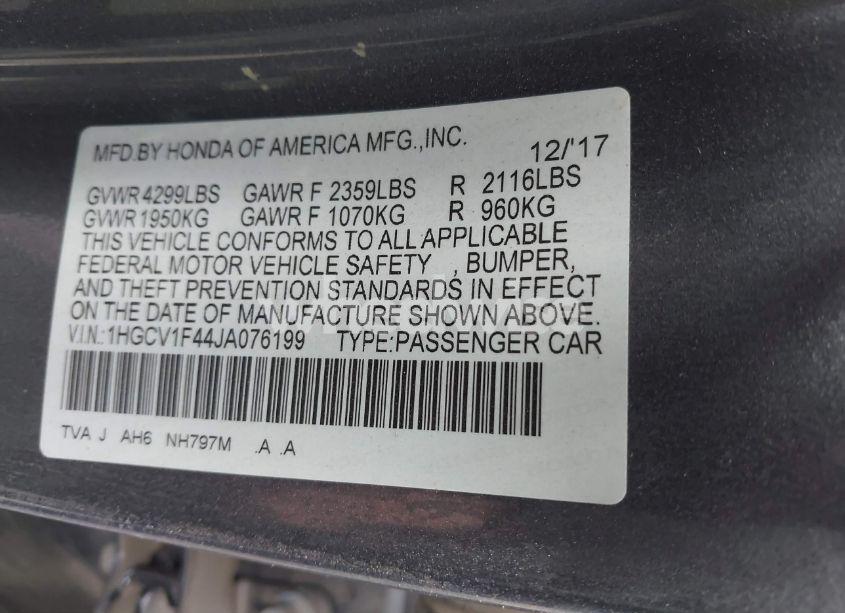 MFD.BY HONDA OF AMERICA MFG.,INC. 12/'17
GVWR 4299LBS GAWR F 2359LBS R 2116LBS
GVWR 1950KG GAWR F 1070KG R 960KG
THIS VEHICLE CONFORMS TO ALL APPLICABLE
FEDERAL MOTOR VEHICLE SAFETY , BUMPER,
AND THEFT PREVENTION STANDARDS IN EFFECT
ON THE DATE OF MANUFACTURE SHOWN ABOVE.
V.I.N.:1HGCV1F44JA076199 TYPE:PASSENGER CAR
TVA J AH6 NH797M .A .A